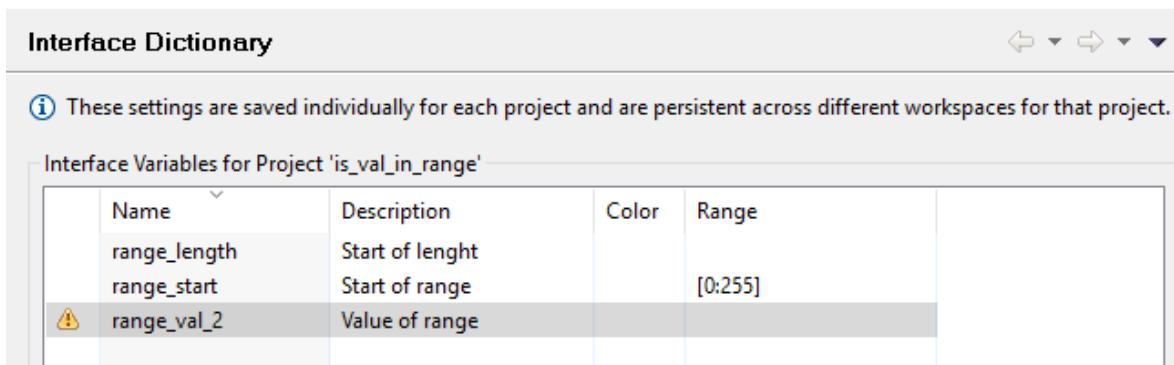 Interface Dictionary
These settings are saved individually for each project and are persistent across different workspaces for that project.
Interface Variables for Project 'is_val_in_range'
Name Description Color Range
range_length Start of lenght
range_start Start of range [0:255]
range_val_2 Value of range